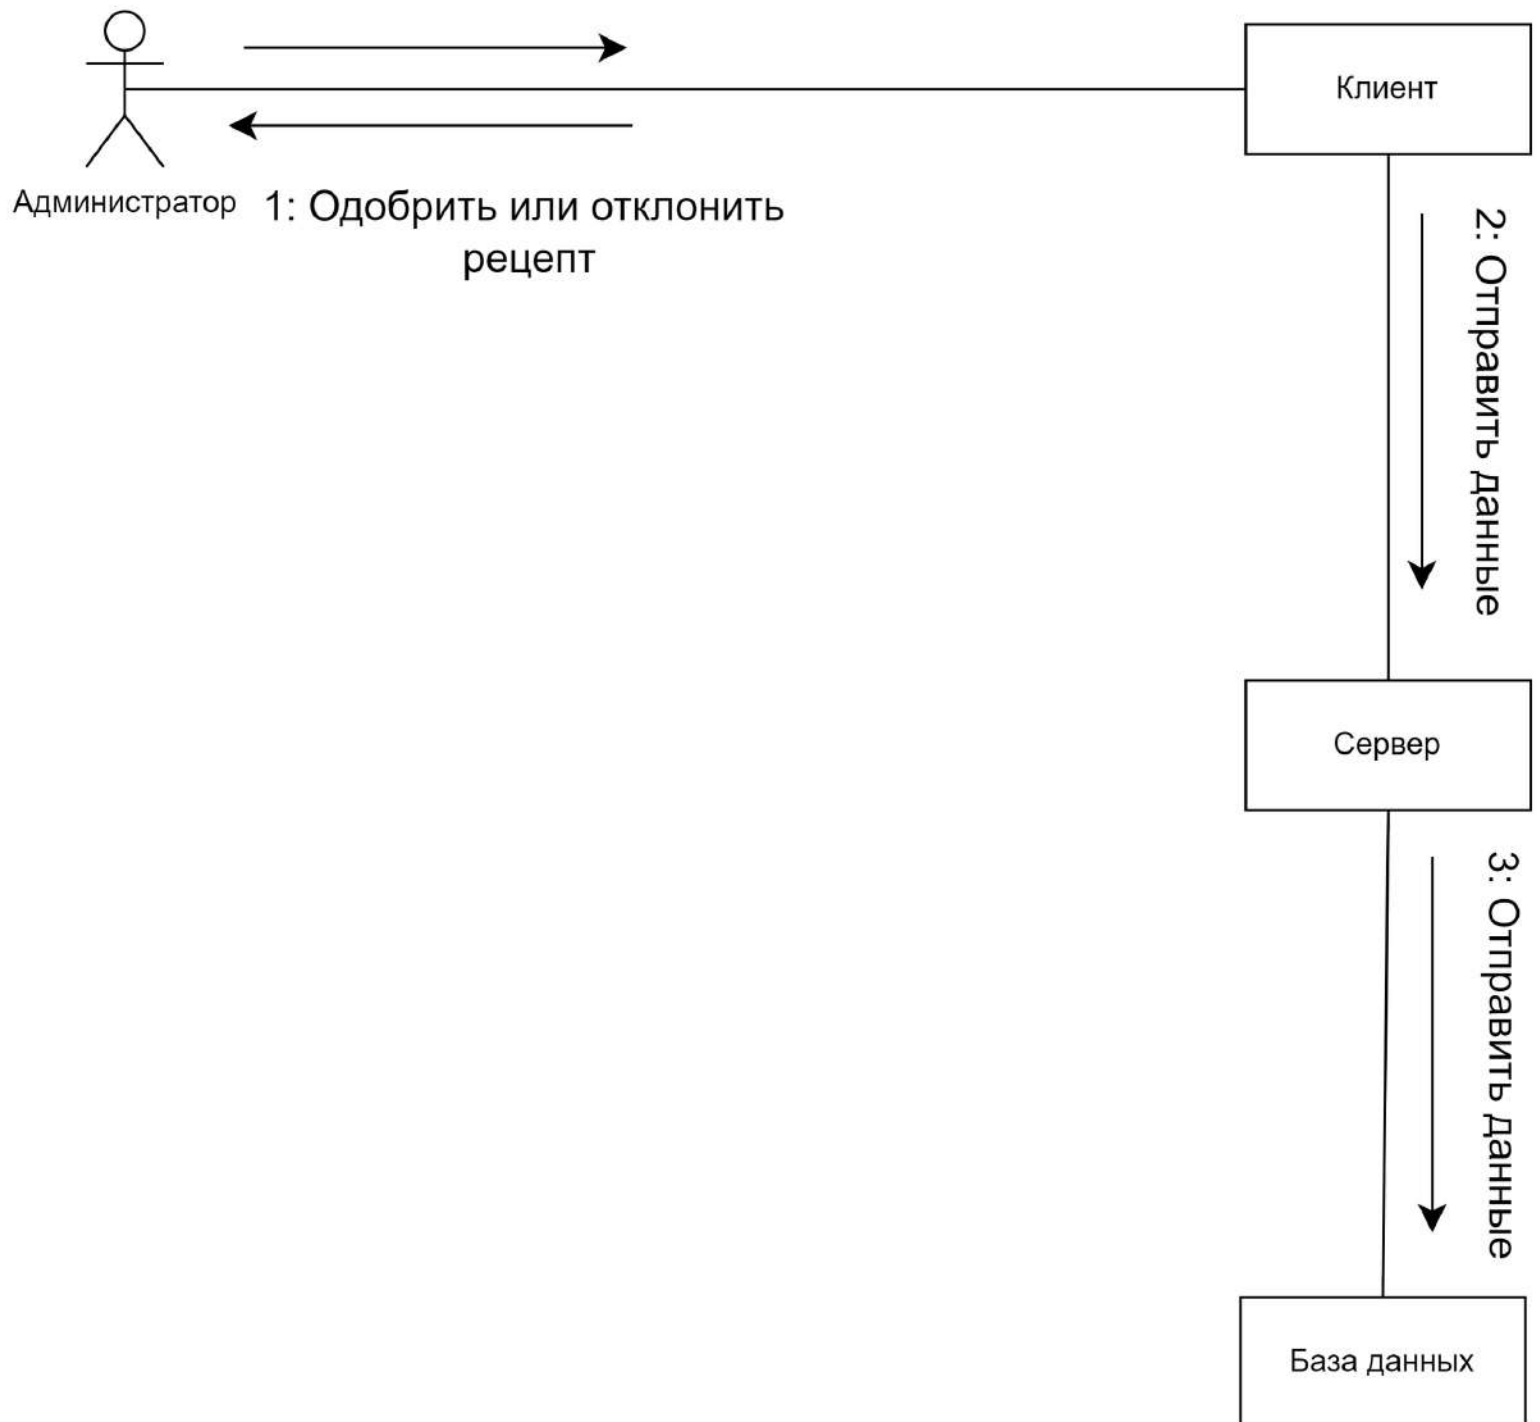 Клиент
Администратор
1: Одобрить или отклонить
рецепт
2: Отправить данные
Сервер
3: Отправить данные
База данных